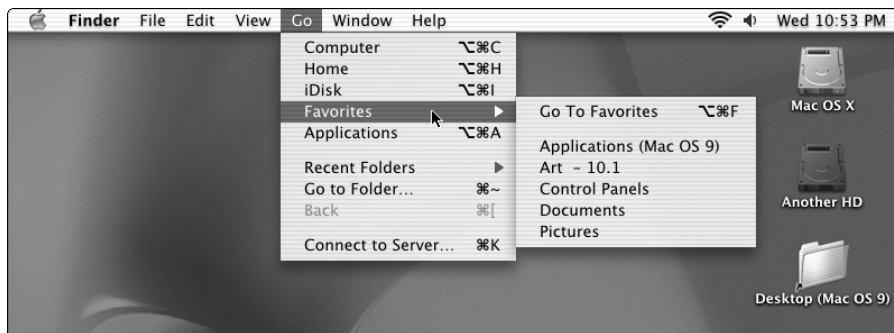 Finder File Edit View Go Window Help Wed 10:53 PM
Computer ⌥⌘C
Home ⌥⌘H
iDisk ⌥⌘I
Favorites
Applications ⌥⌘A
Recent Folders
Go to Folder... ⌘~
Back ⌘[
Connect to Server... ⌘K
Go To Favorites ⌥⌘F
Applications (Mac OS 9)
Art - 10.1
Control Panels
Documents
Pictures
Mac OS X
Another HD
Desktop (Mac OS 9)